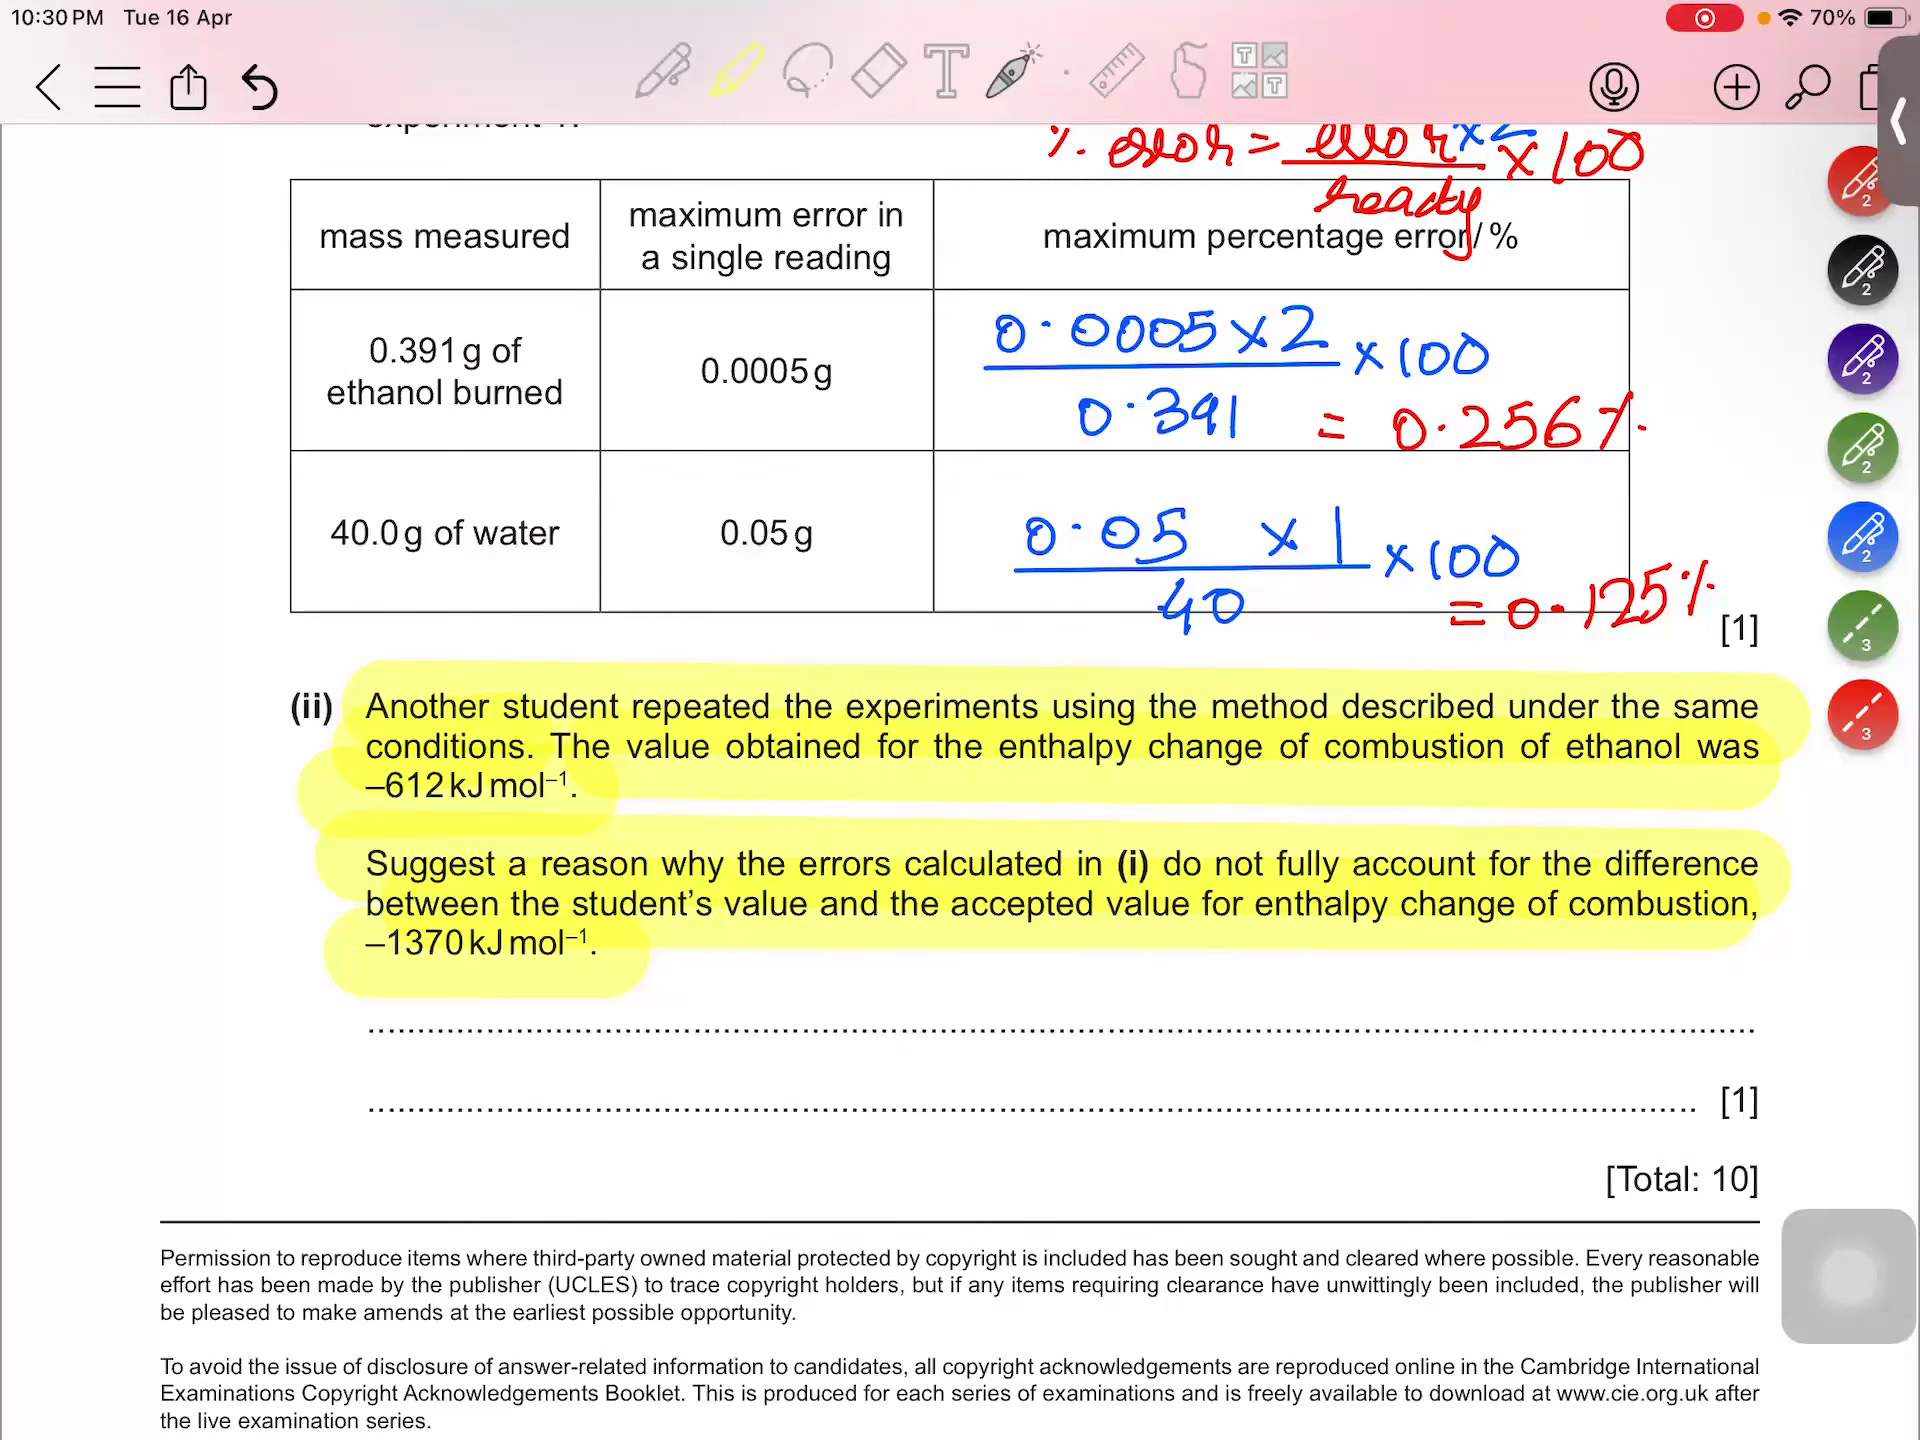 10:30 PM Tue 16 Apr
70%
experiment 1.
% error = error x2 / ready x 100
mass measured
maximum error in
a single reading
maximum percentage error / %
0.391 g of
ethanol burned
0.0005 g
0.0005 x 2 / 0.391 x 100
= 0.256%
40.0 g of water
0.05 g
0.05 x 1 / 40 x 100
= 0.125%
[1]
(ii) Another student repeated the experiments using the method described under the same
conditions. The value obtained for the enthalpy change of combustion of ethanol was
–612 kJ mol⁻¹.
Suggest a reason why the errors calculated in (i) do not fully account for the difference
between the student’s value and the accepted value for enthalpy change of combustion,
–1370 kJ mol⁻¹.
[1]
[Total: 10]
Permission to reproduce items where third-party owned material protected by copyright is included has been sought and cleared where possible. Every reasonable
effort has been made by the publisher (UCLES) to trace copyright holders, but if any items requiring clearance have unwittingly been included, the publisher will
be pleased to make amends at the earliest possible opportunity.
To avoid the issue of disclosure of answer-related information to candidates, all copyright acknowledgements are reproduced online in the Cambridge International
Examinations Copyright Acknowledgements Booklet. This is produced for each series of examinations and is freely available to download at www.cie.org.uk after
the live examination series.
2
2
2
2
2
3
3